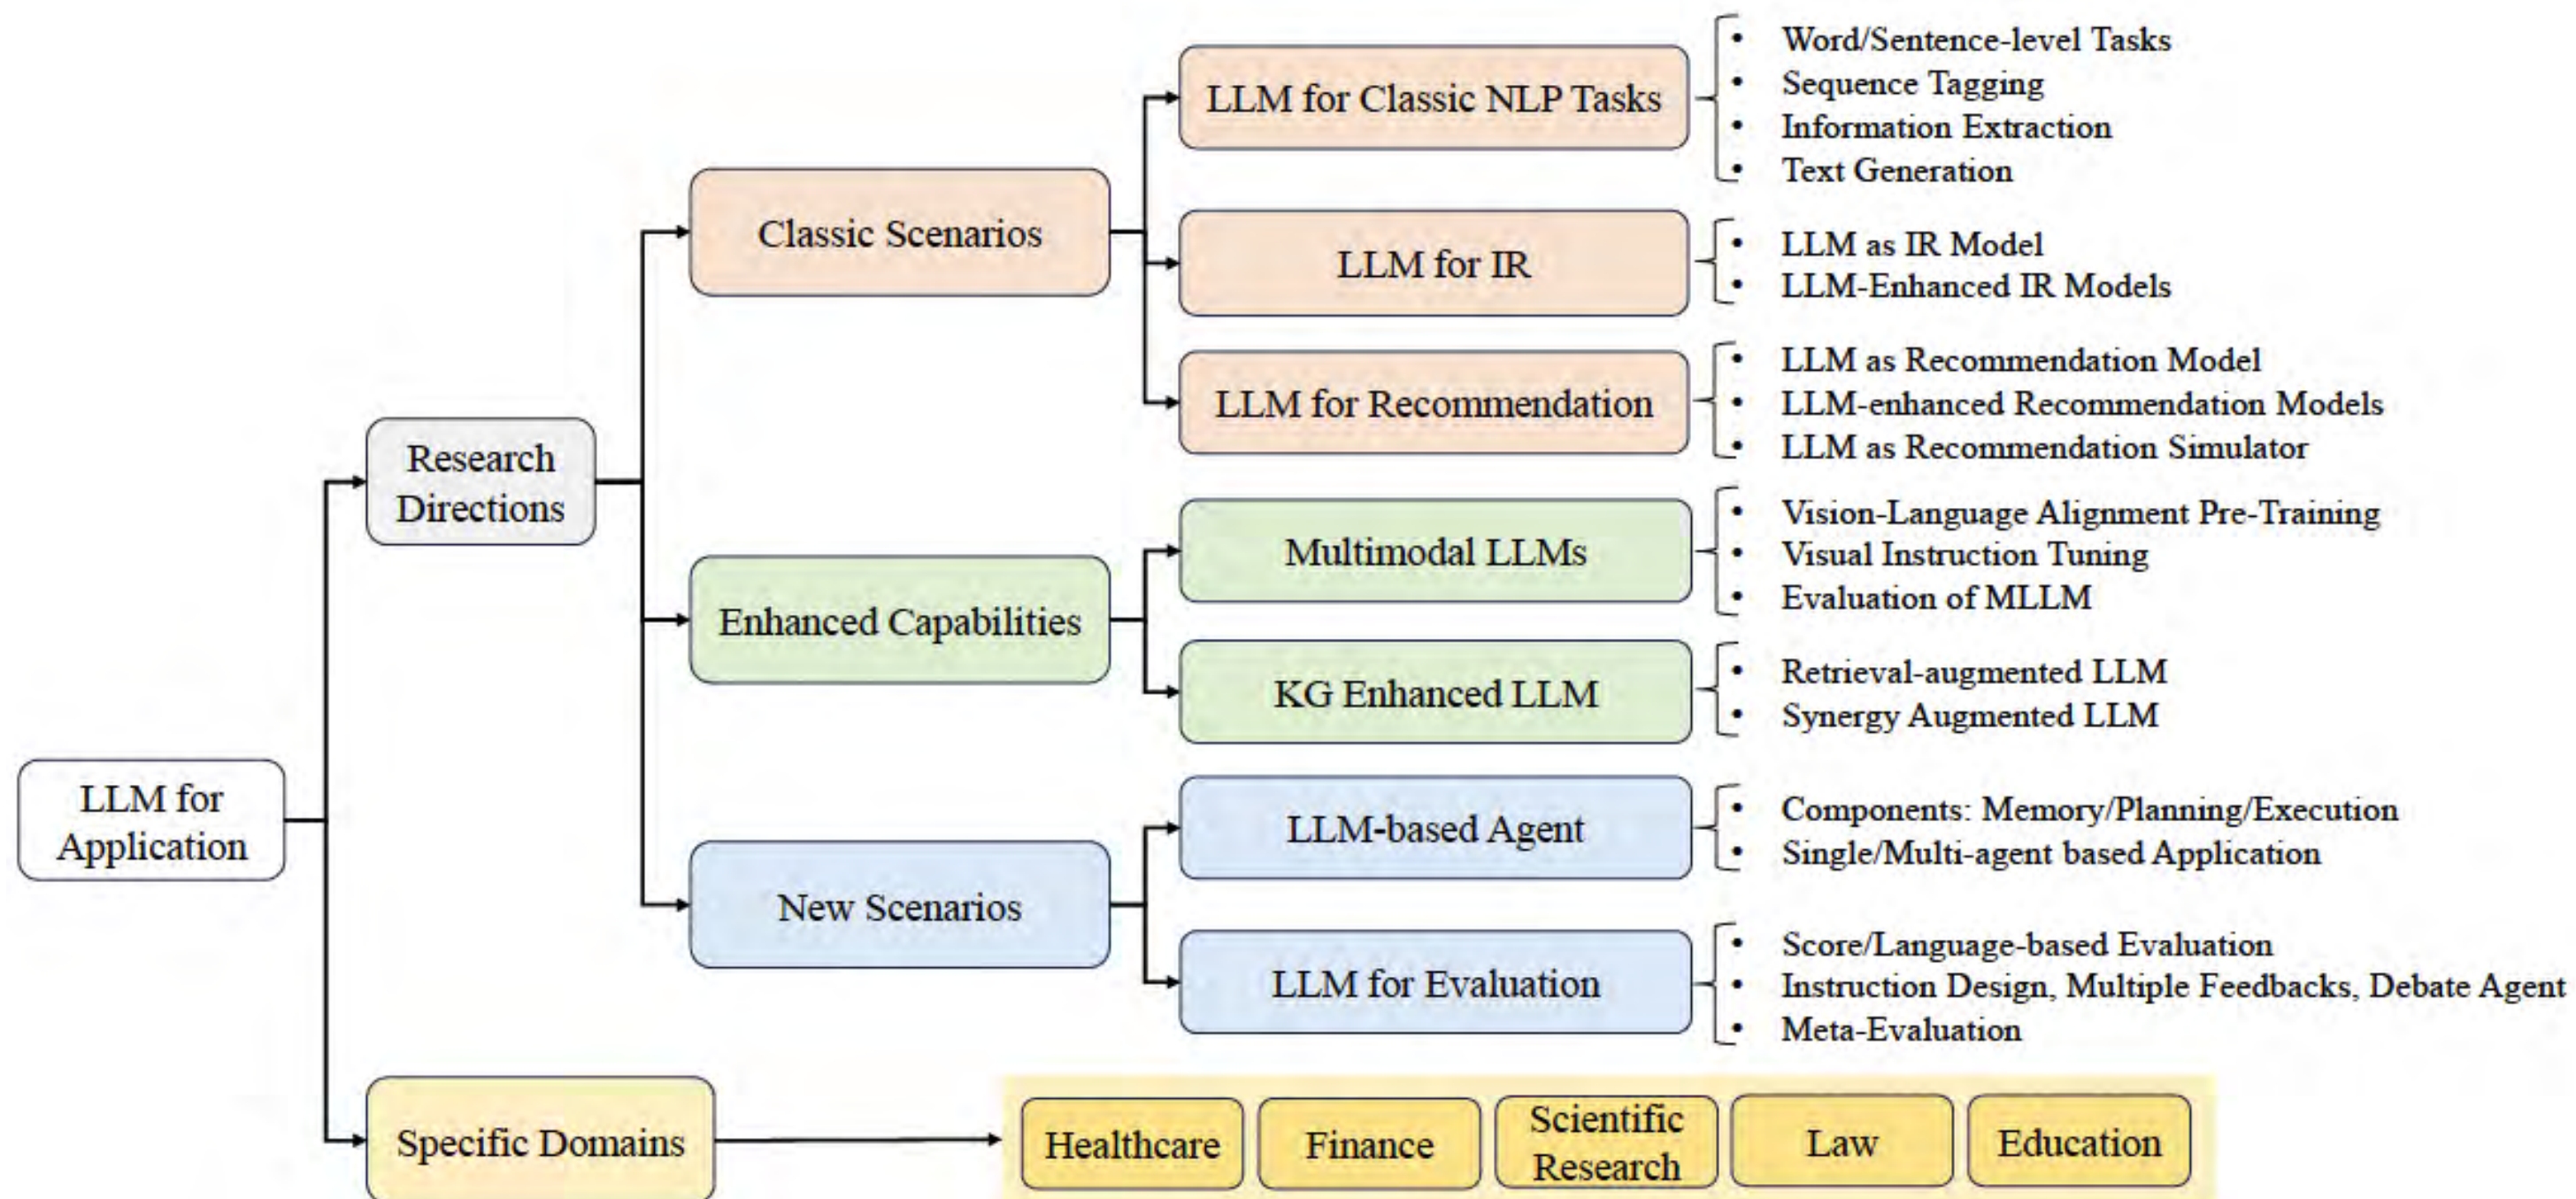 LLM for
Application
Research
Directions
Classic Scenarios
LLM for Classic NLP Tasks
• Word/Sentence-level Tasks
• Sequence Tagging
• Information Extraction
• Text Generation
LLM for IR
• LLM as IR Model
• LLM-Enhanced IR Models
LLM for Recommendation
• LLM as Recommendation Model
• LLM-enhanced Recommendation Models
• LLM as Recommendation Simulator
Enhanced Capabilities
Multimodal LLMs
• Vision-Language Alignment Pre-Training
• Visual Instruction Tuning
• Evaluation of MLLM
KG Enhanced LLM
• Retrieval-augmented LLM
• Synergy Augmented LLM
New Scenarios
LLM-based Agent
• Components: Memory/Planning/Execution
• Single/Multi-agent based Application
LLM for Evaluation
• Score/Language-based Evaluation
• Instruction Design, Multiple Feedbacks, Debate Agent
• Meta-Evaluation
Specific Domains
Healthcare
Finance
Scientific
Research
Law
Education